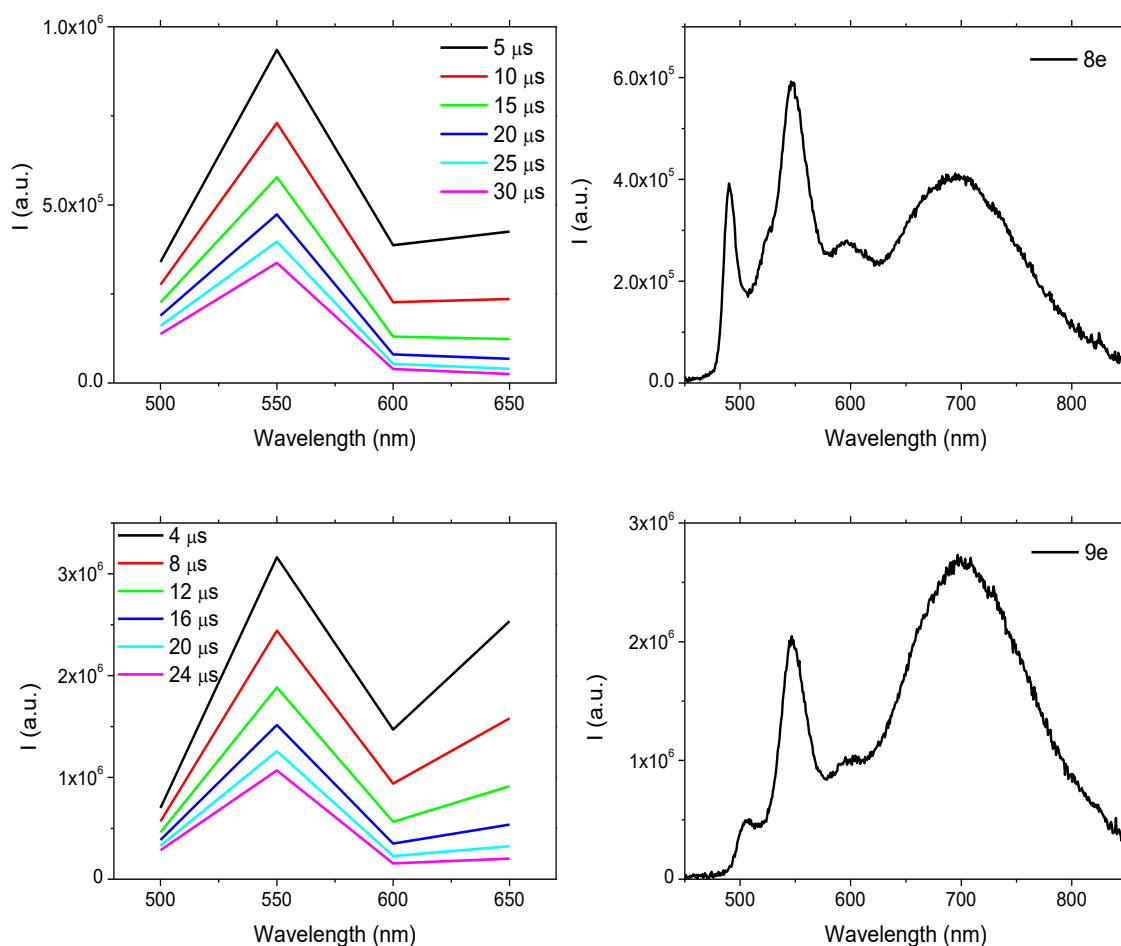 1.0x10⁶
5.0x10⁵
0.0
I (a.u.)
5 μs
10 μs
15 μs
20 μs
25 μs
30 μs
500 550 600 650
Wavelength (nm)
6.0x10⁵
4.0x10⁵
2.0x10⁵
0.0
I (a.u.)
8e
500 600 700 800
Wavelength (nm)
3x10⁶
2x10⁶
1x10⁶
0
I (a.u.)
4 μs
8 μs
12 μs
16 μs
20 μs
24 μs
500 550 600 650
Wavelength (nm)
3x10⁶
2x10⁶
1x10⁶
0
I (a.u.)
9e
500 600 700 800
Wavelength (nm)